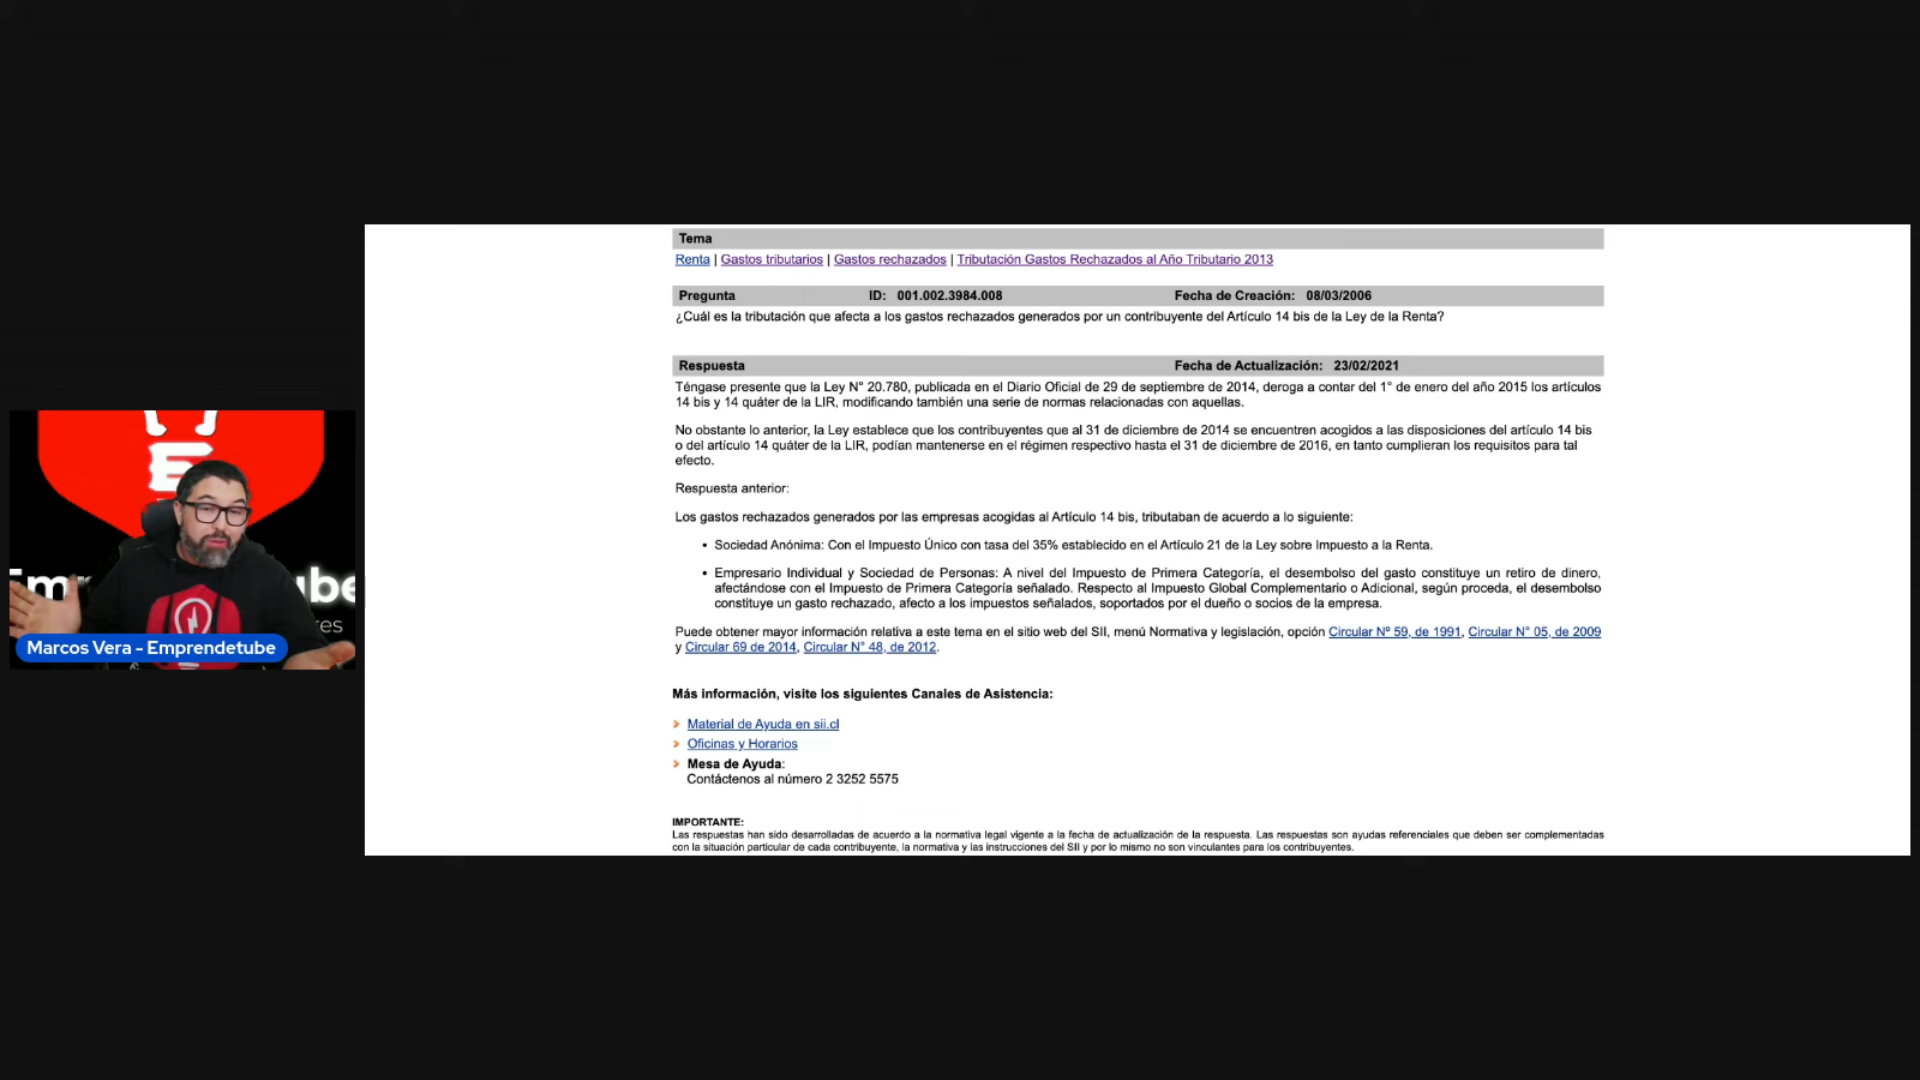 Tema
Renta | Gastos tributarios | Gastos rechazados | Tributación Gastos Rechazados al Año Tributario 2013
Pregunta ID: 001.002.3984.008 Fecha de Creación: 08/03/2006
¿Cuál es la tributación que afecta a los gastos rechazados generados por un contribuyente del Artículo 14 bis de la Ley de la Renta?
Respuesta Fecha de Actualización: 23/02/2021
Téngase presente que la Ley N° 20.780, publicada en el Diario Oficial de 29 de septiembre de 2014, deroga a contar del 1° de enero del año 2015 los artículos
14 bis y 14 quáter de la LIR, modificando también una serie de normas relacionadas con aquellas.
No obstante lo anterior, la Ley establece que los contribuyentes que al 31 de diciembre de 2014 se encuentren acogidos a las disposiciones del artículo 14 bis
o del artículo 14 quáter de la LIR, podían mantenerse en el régimen respectivo hasta el 31 de diciembre de 2016, en tanto cumplieran los requisitos para tal
efecto.
Respuesta anterior:
Los gastos rechazados generados por las empresas acogidas al Artículo 14 bis, tributaban de acuerdo a lo siguiente:
• Sociedad Anónima: Con el Impuesto Único con tasa del 35% establecido en el Artículo 21 de la Ley sobre Impuesto a la Renta.
• Empresario Individual y Sociedad de Personas: A nivel del Impuesto de Primera Categoría, el desembolso del gasto constituye un retiro de dinero,
afectándose con el Impuesto de Primera Categoría señalado. Respecto al Impuesto Global Complementario o Adicional, según proceda, el desembolso
constituye un gasto rechazado, afecto a los impuestos señalados, soportados por el dueño o socios de la empresa.
Puede obtener mayor información relativa a este tema en el sitio web del SII, menú Normativa y legislación, opción Circular Nº 59, de 1991, Circular N° 05, de 2009
y Circular 69 de 2014, Circular N° 48, de 2012.
Más información, visite los siguientes Canales de Asistencia:
Material de Ayuda en sii.cl
Oficinas y Horarios
Mesa de Ayuda:
Contáctenos al número 2 3252 5575
IMPORTANTE:
Las respuestas han sido desarrolladas de acuerdo a la normativa legal vigente a la fecha de actualización de la respuesta. Las respuestas son ayudas referenciales que deben ser complementadas
con la situación particular de cada contribuyente, la normativa y las instrucciones del SII y por lo mismo no son vinculantes para los contribuyentes.
Marcos Vera - Emprendetube